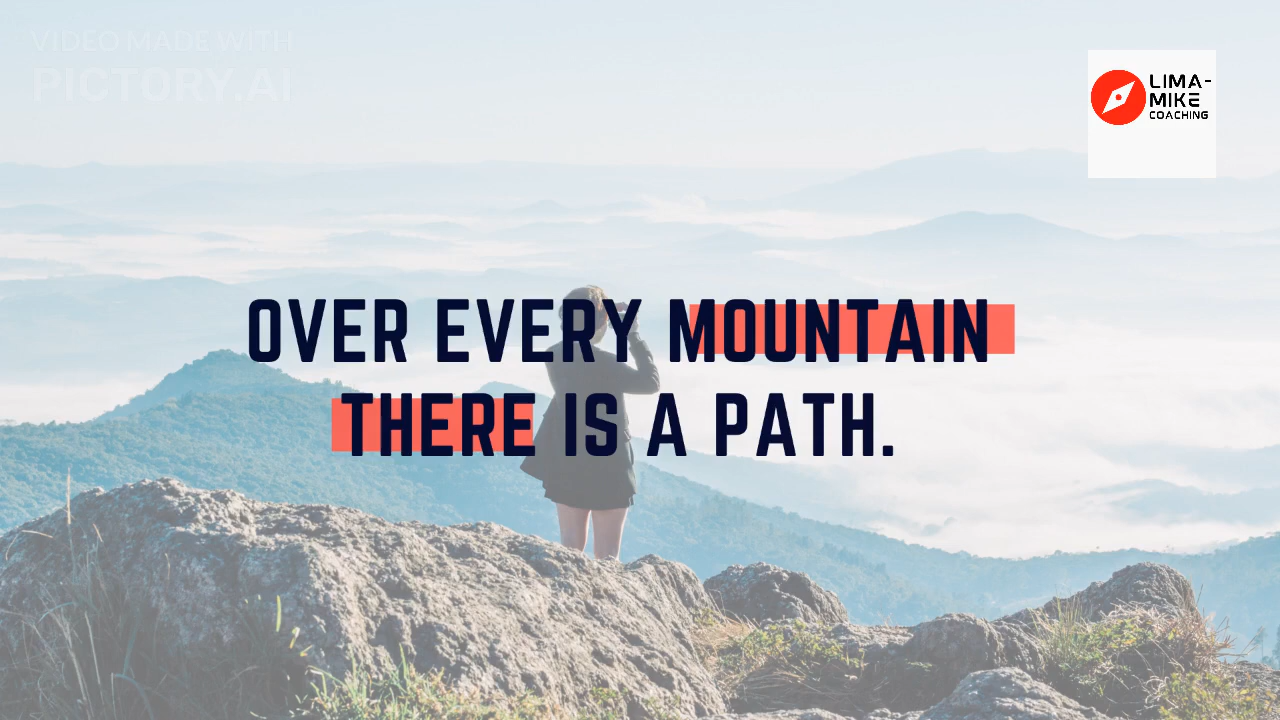 VIDEO MADE WITH
PICTORY.AI
LIMA-
MIKE
COACHING
OVER EVERY MOUNTAIN
THERE IS A PATH.